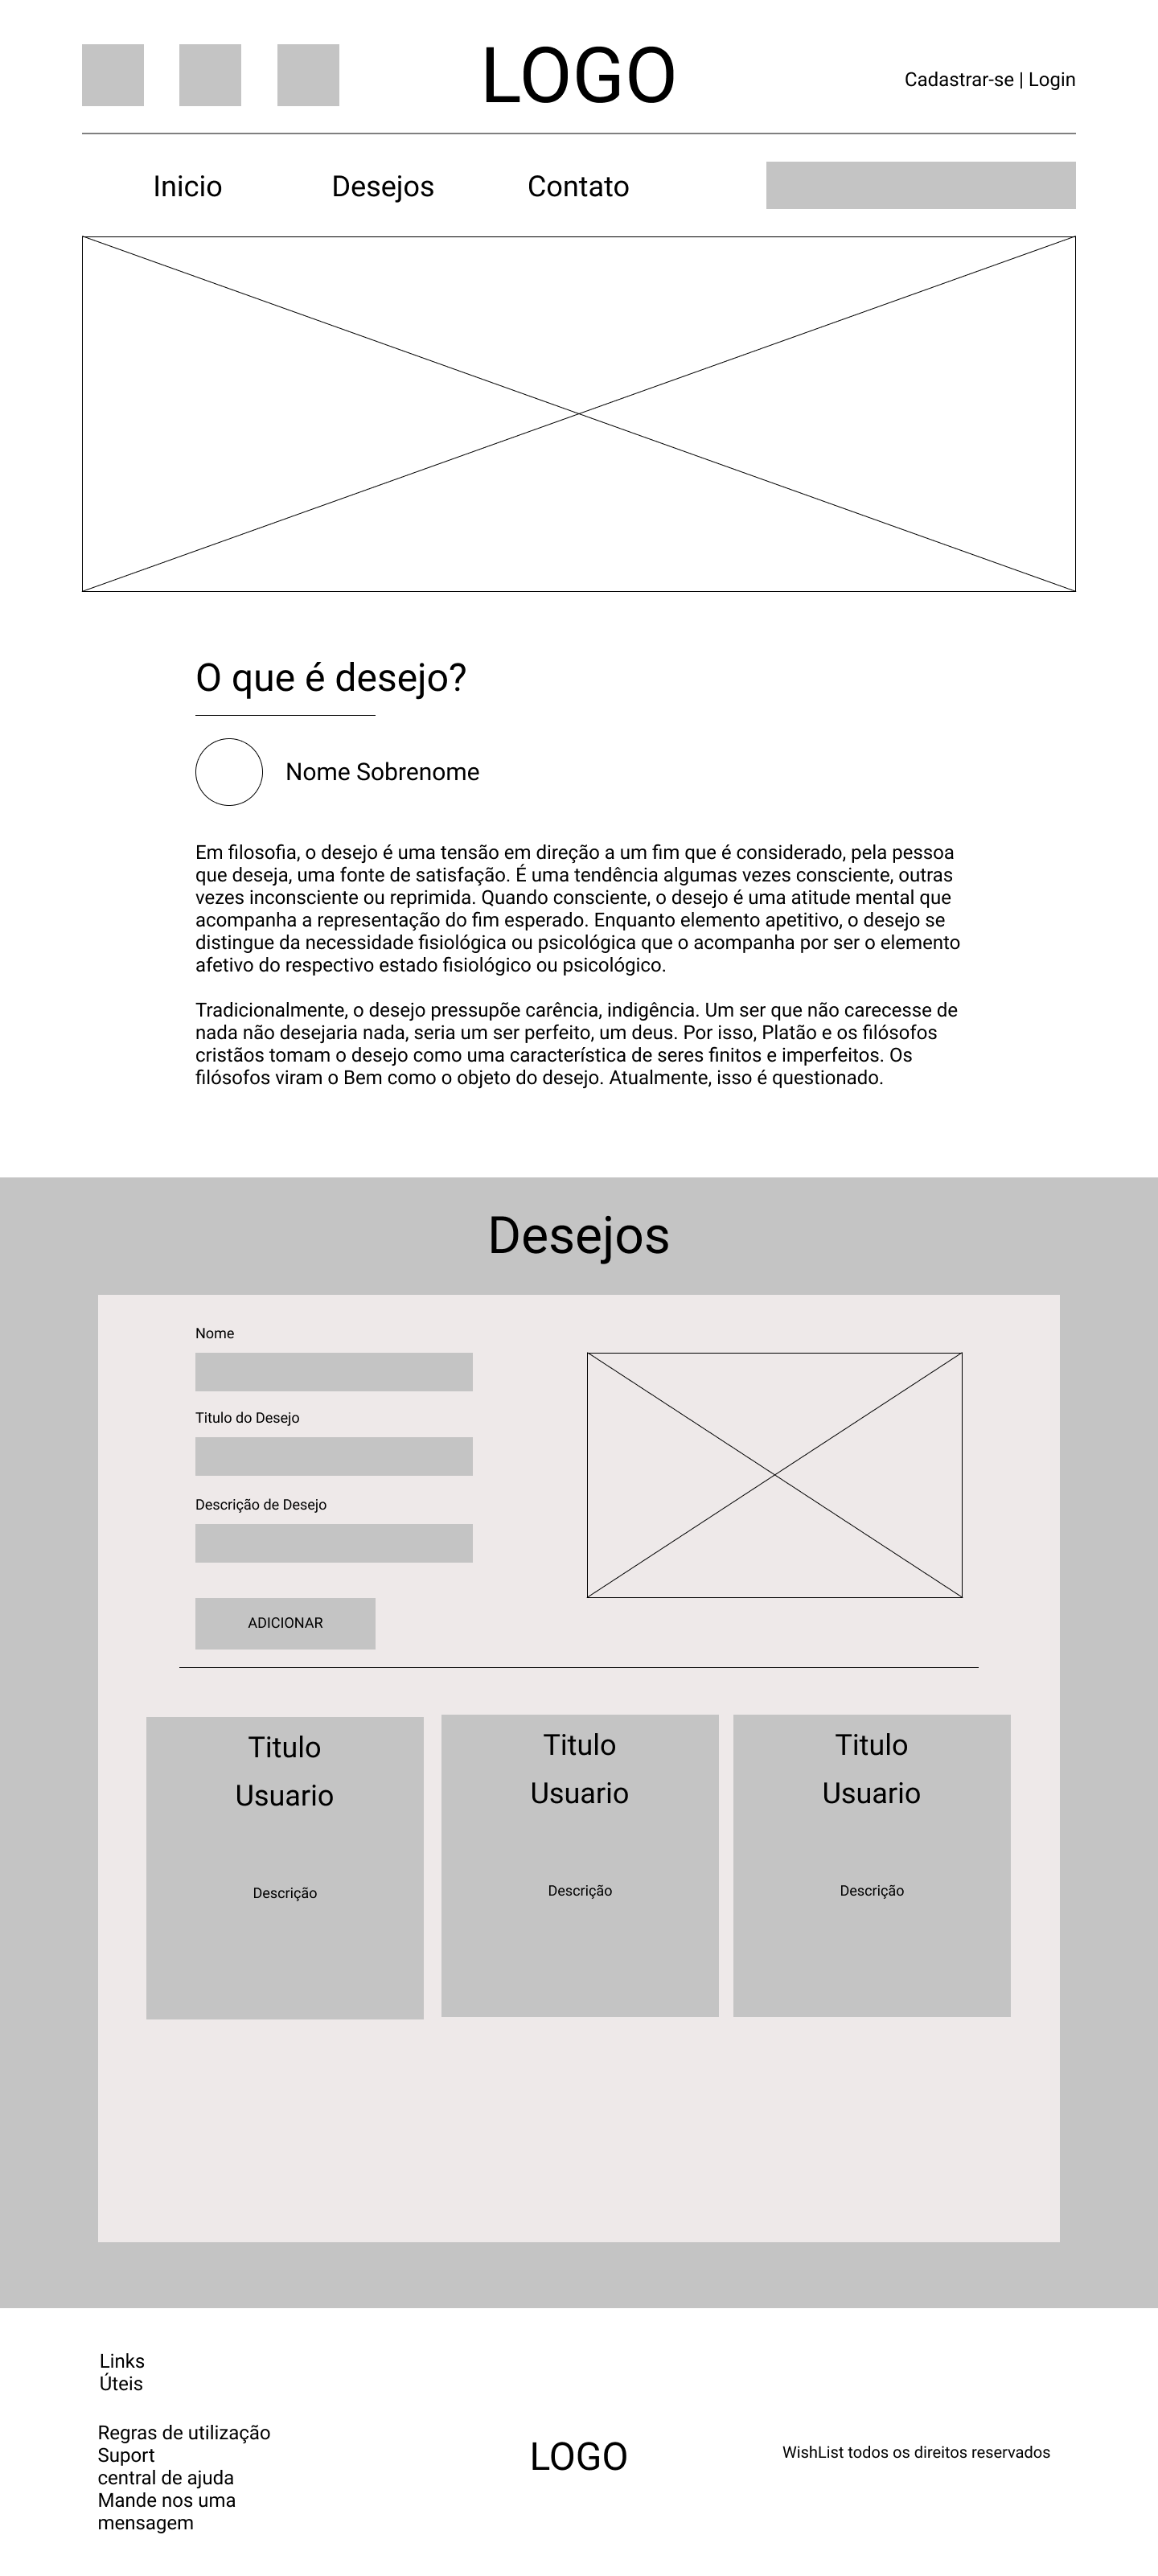 LOGO
Cadastrar-se | Login
Inicio
Desejos
Contato
O que é desejo?
Nome Sobrenome
Em filosofia, o desejo é uma tensão em direção a um fim que é considerado, pela pessoa
que deseja, uma fonte de satisfação. É uma tendência algumas vezes consciente, outras
vezes inconsciente ou reprimida. Quando consciente, o desejo é uma atitude mental que
acompanha a representação do fim esperado. Enquanto elemento apetitivo, o desejo se
distingue da necessidade fisiológica ou psicológica que o acompanha por ser o elemento
afetivo do respectivo estado fisiológico ou psicológico.
Tradicionalmente, o desejo pressupõe carência, indigência. Um ser que não carecesse de
nada não desejaria nada, seria um ser perfeito, um deus. Por isso, Platão e os filósofos
cristãos tomam o desejo como uma característica de seres finitos e imperfeitos. Os
filósofos viram o Bem como o objeto do desejo. Atualmente, isso é questionado.
Desejos
Nome
Titulo do Desejo
Descrição de Desejo
ADICIONAR
Titulo
Usuario
Descrição
Titulo
Usuario
Descrição
Titulo
Usuario
Descrição
Links
Úteis
Regras de utilização
Suport
central de ajuda
Mande nos uma
mensagem
LOGO
WishList todos os direitos reservados